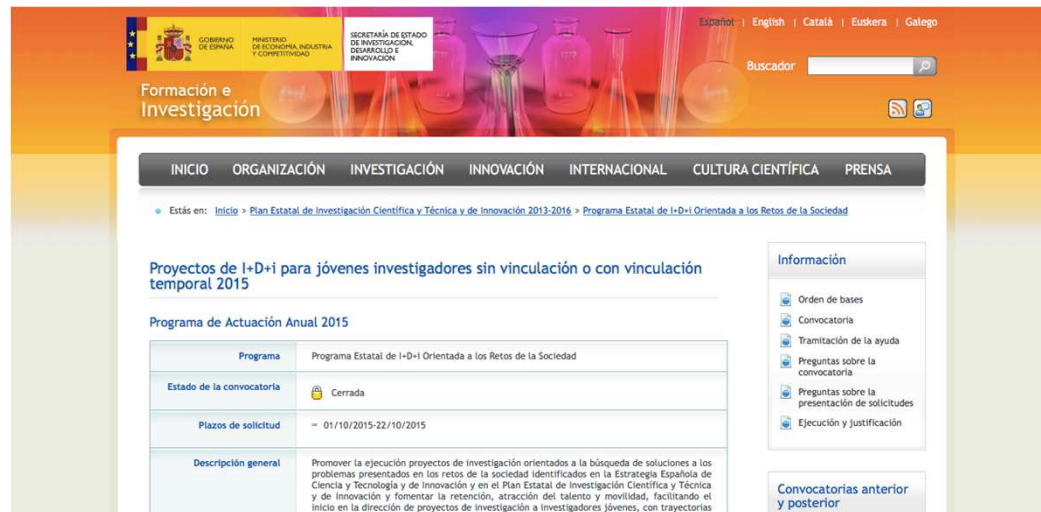 Español | English | Català | Euskera | Galego
GOBIERNO
DE ESPAÑA
MINISTERIO
DE ECONOMÍA, INDUSTRIA
Y COMPETITIVIDAD
SECRETARÍA DE ESTADO
DE INVESTIGACIÓN,
DESARROLLO E
INNOVACIÓN
Buscador
Formación e
Investigación
INICIO ORGANIZACIÓN INVESTIGACIÓN INNOVACIÓN INTERNACIONAL CULTURA CIENTÍFICA PRENSA
Estás en: Inicio > Plan Estatal de Investigación Científica y Técnica y de Innovación 2013-2016 > Programa Estatal de I+D+i Orientada a los Retos de la Sociedad
Proyectos de I+D+i para jóvenes investigadores sin vinculación o con vinculación
temporal 2015
Programa de Actuación Anual 2015
Programa Programa Estatal de I+D+i Orientada a los Retos de la Sociedad
Estado de la convocatoria Cerrada
Plazos de solicitud 01/10/2015-22/10/2015
Descripción general Promover la ejecución proyectos de investigación orientados a la búsqueda de soluciones a los
problemas presentados en los retos de la sociedad identificados en la Estrategia Española de
Ciencia y Tecnología y de Innovación y en el Plan Estatal de Investigación Científica y Técnica
y de Innovación y fomentar la retención, atracción del talento y movilidad, facilitando el
inicio en la dirección de proyectos de investigación a investigadores jóvenes, con trayectorias
Información
Orden de bases
Convocatoria
Tramitación de la ayuda
Preguntas sobre la
convocatoria
Preguntas sobre la
presentación de solicitudes
Ejecución y justificación
Convocatorias anterior
y posterior